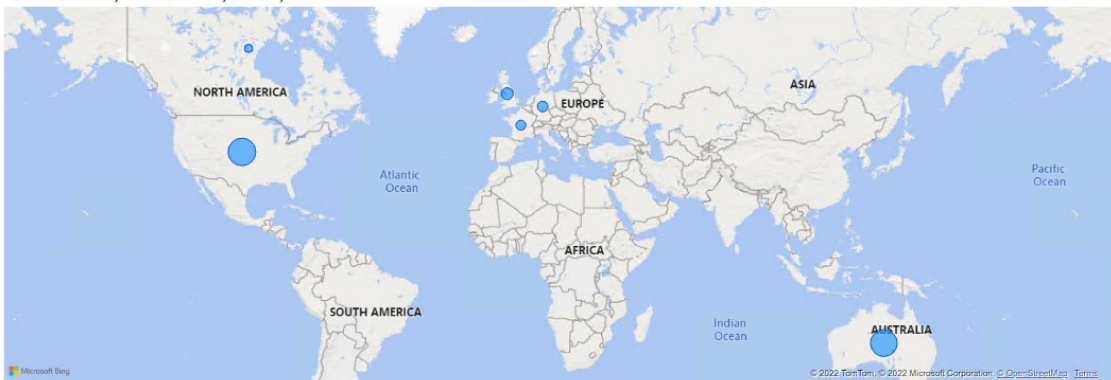 NORTH AMERICA
ASIA
EUROPE
Atlantic
Ocean
Pacific
Ocean
AFRICA
SOUTH AMERICA
Indian
Ocean
AUSTRALIA
Microsoft Bing
© 2022 TomTom, © 2022 Microsoft Corporation, © OpenStreetMap Terms